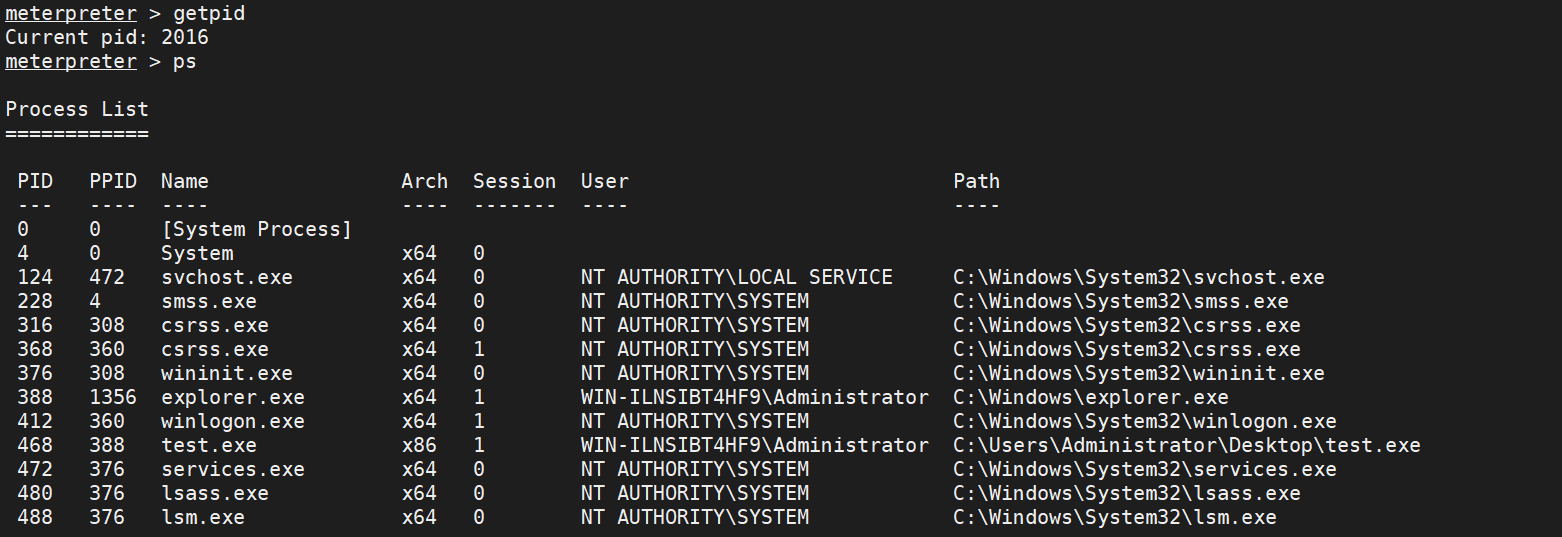 meterpreter > getpid
Current pid: 2016
meterpreter > ps
Process List
============
PID PPID Name Arch Session User Path
--- ---- ---- ---- ------- ---- ----
0 0 [System Process]
4 0 System x64 0
124 472 svchost.exe x64 0 NT AUTHORITY\LOCAL SERVICE C:\Windows\System32\svchost.exe
228 4 smss.exe x64 0 NT AUTHORITY\SYSTEM C:\Windows\System32\smss.exe
316 308 csrss.exe x64 0 NT AUTHORITY\SYSTEM C:\Windows\System32\csrss.exe
368 360 csrss.exe x64 1 NT AUTHORITY\SYSTEM C:\Windows\System32\csrss.exe
376 308 wininit.exe x64 0 NT AUTHORITY\SYSTEM C:\Windows\System32\wininit.exe
388 1356 explorer.exe x64 1 WIN-ILNSIBT4HF9\Administrator C:\Windows\explorer.exe
412 360 winlogon.exe x64 1 NT AUTHORITY\SYSTEM C:\Windows\System32\winlogon.exe
468 388 test.exe x86 1 WIN-ILNSIBT4HF9\Administrator C:\Users\Administrator\Desktop\test.exe
472 376 services.exe x64 0 NT AUTHORITY\SYSTEM C:\Windows\System32\services.exe
480 376 lsass.exe x64 0 NT AUTHORITY\SYSTEM C:\Windows\System32\lsass.exe
488 376 lsm.exe x64 0 NT AUTHORITY\SYSTEM C:\Windows\System32\lsm.exe